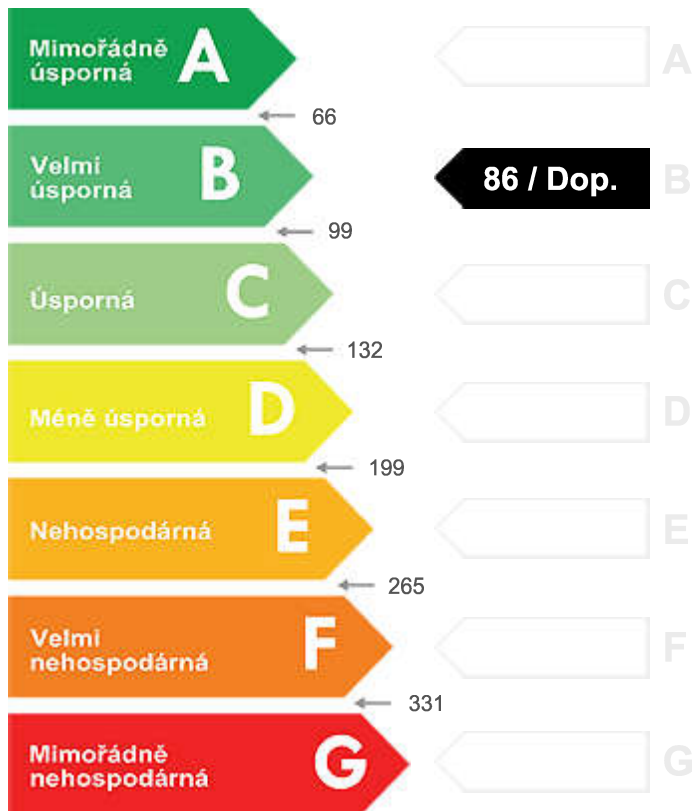 Mimořádně
úsporná
A
A
66
Velmi
úsporná
B
86 / Dop.
B
99
Úsporná
C
C
132
Méně úsporná
D
D
199
Nehospodárná
E
E
265
Velmi
nehospodárná
F
F
331
Mimořádně
nehospodárná
G
G